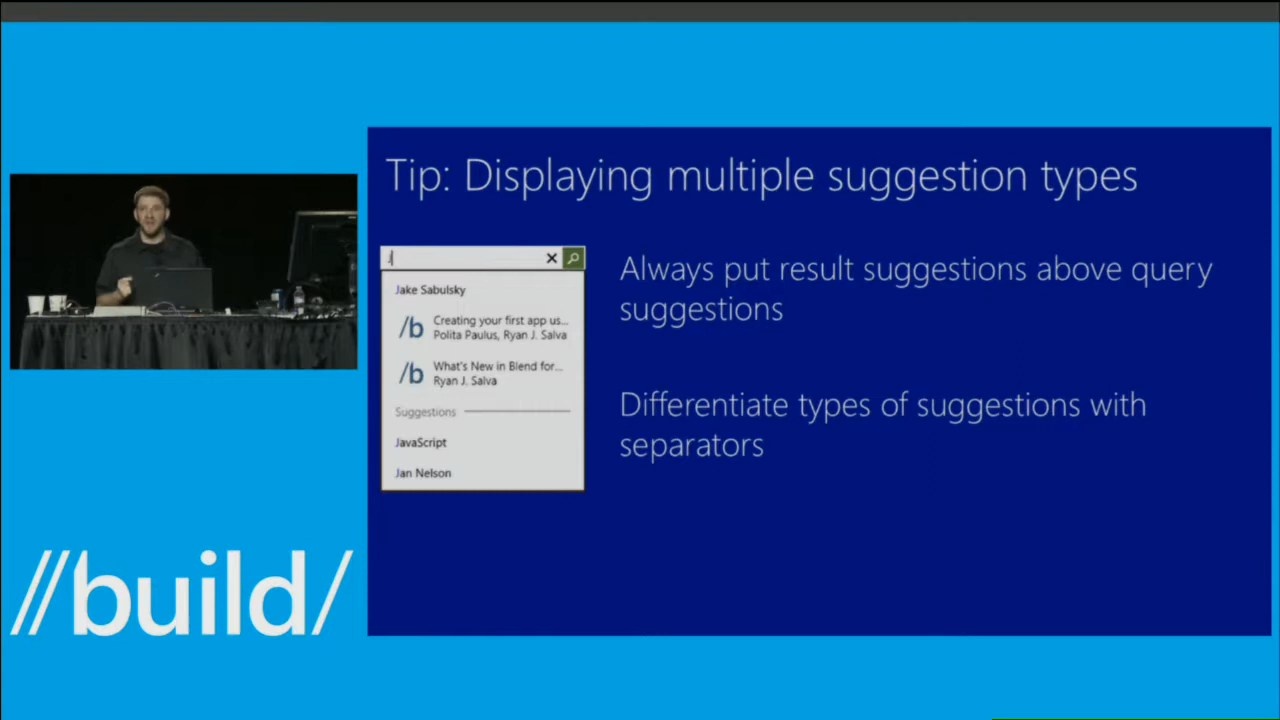 Tip: Displaying multiple suggestion types
j
Jake Sabulsky
/b Creating your first app us...
Polita Paulus, Ryan J. Salva
/b What's New in Blend for...
Ryan J. Salva
Suggestions
JavaScript
Jan Nelson
Always put result suggestions above query
suggestions
Differentiate types of suggestions with
separators
//build/